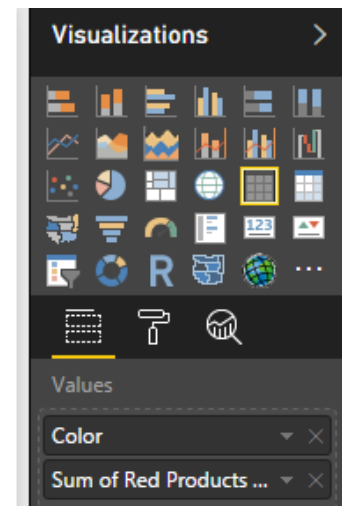 Visualizations
123
R
Values
Color
Sum of Red Products ...